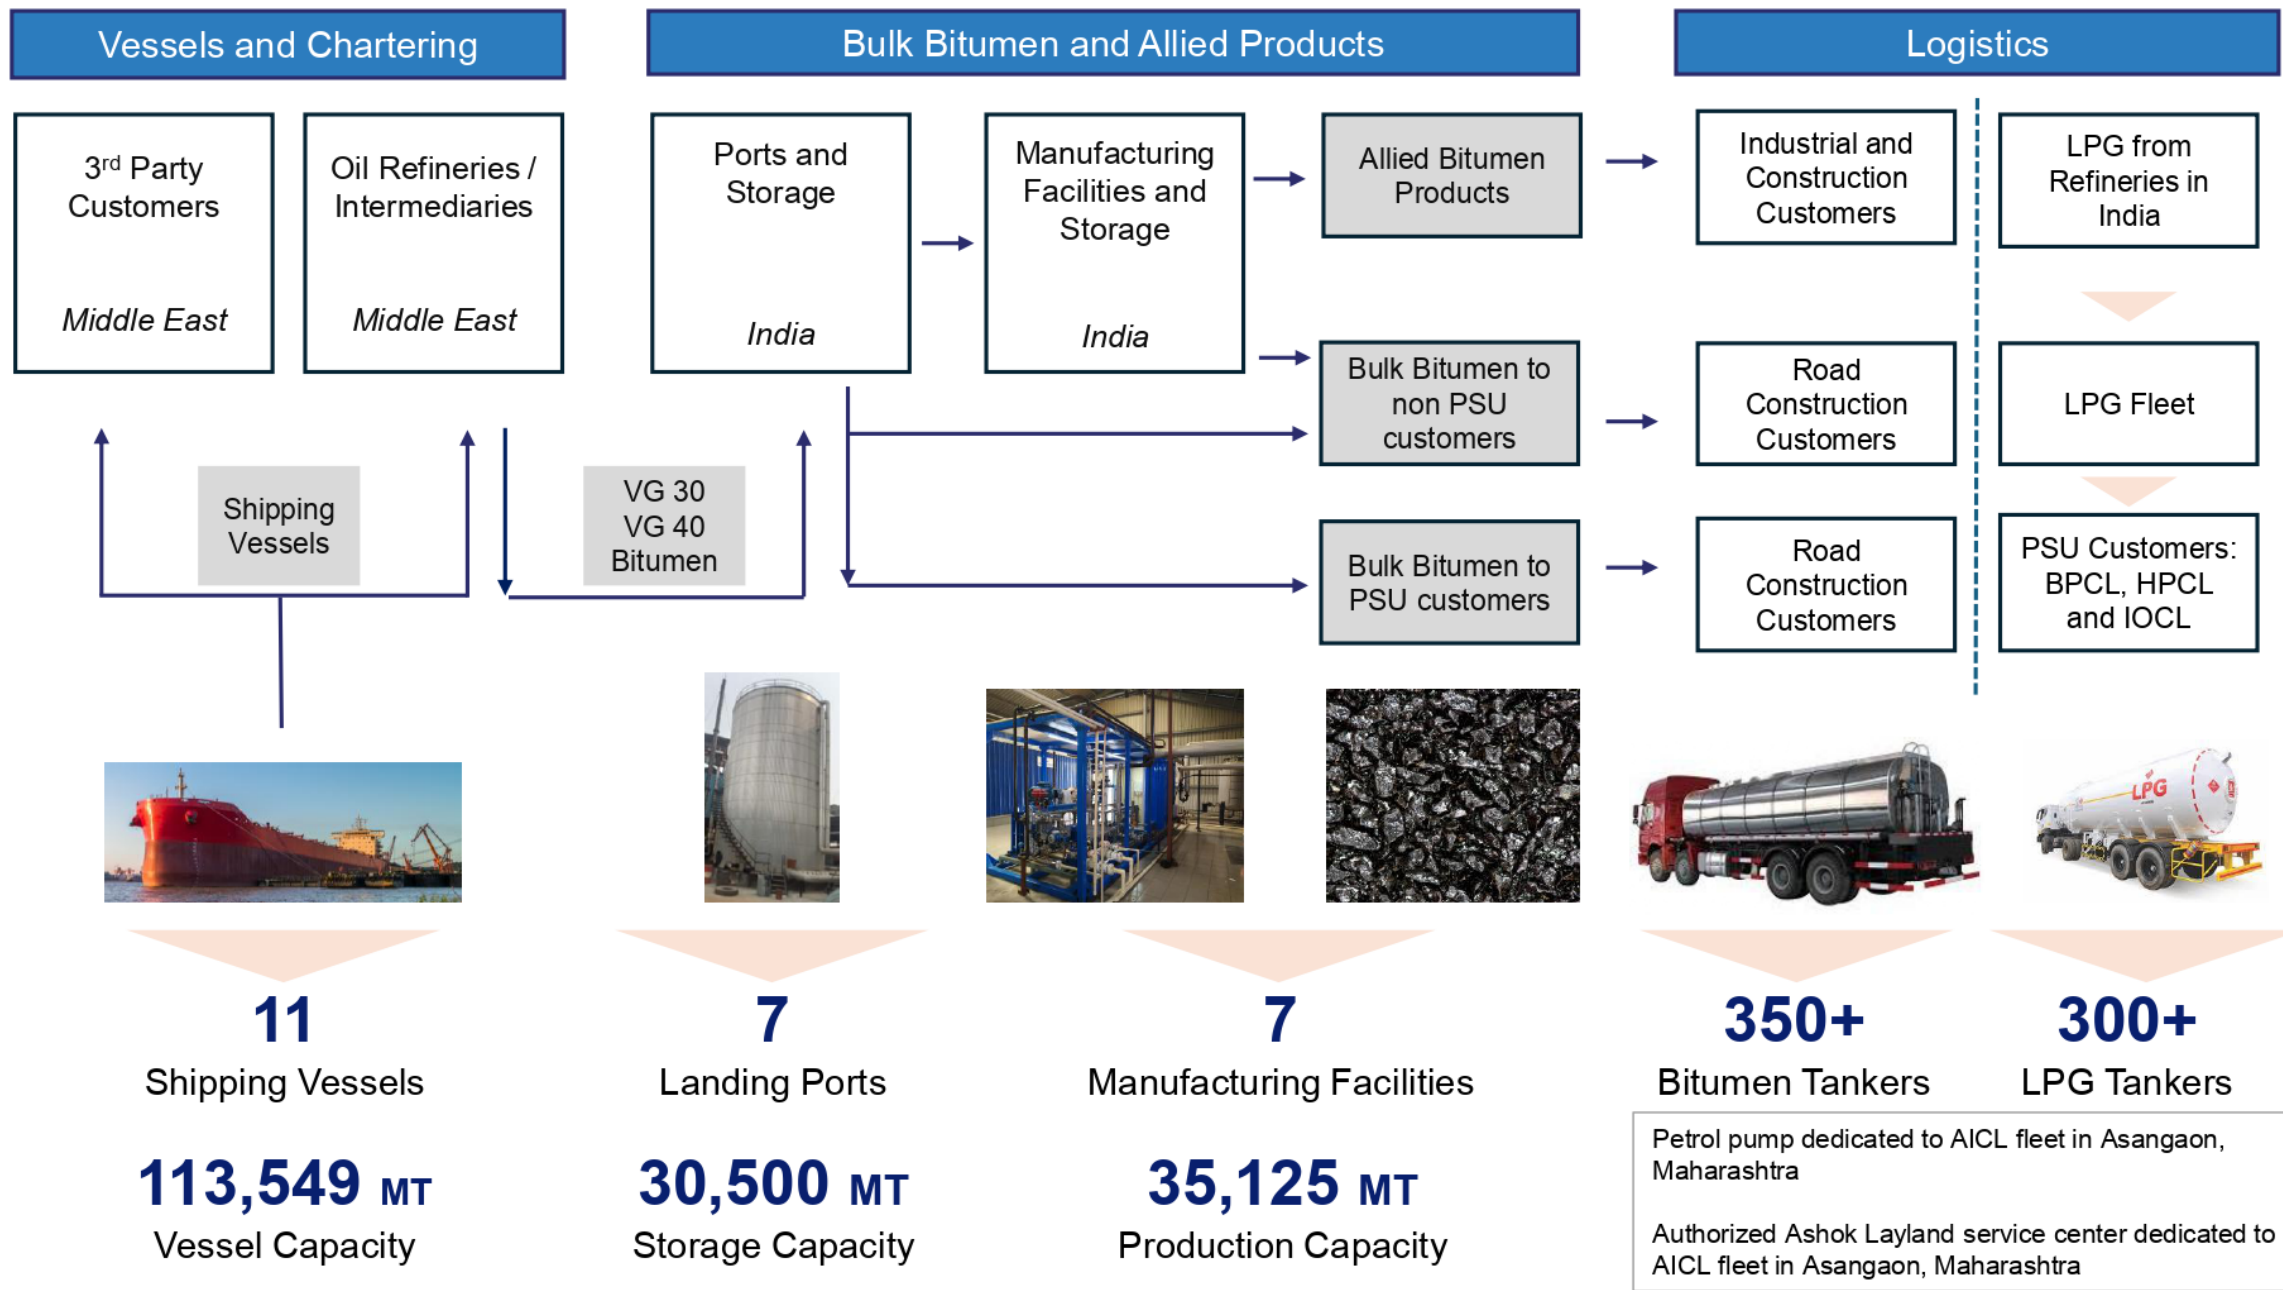 Vessels and Chartering
Bulk Bitumen and Allied Products
Logistics
3rd Party
Customers
Middle East
Oil Refineries /
Intermediaries
Middle East
Ports and
Storage
India
Manufacturing
Facilities and
Storage
India
Allied Bitumen
Products
Industrial and
Construction
Customers
LPG from
Refineries in
India
Bulk Bitumen to
non PSU
customers
Road
Construction
Customers
LPG Fleet
Shipping
Vessels
VG 30
VG 40
Bitumen
Bulk Bitumen to
PSU customers
Road
Construction
Customers
PSU Customers:
BPCL, HPCL
and IOCL
LPG
11
Shipping Vessels
113,549 MT
Vessel Capacity
7
Landing Ports
30,500 MT
Storage Capacity
7
Manufacturing Facilities
35,125 MT
Production Capacity
350+
Bitumen Tankers
300+
LPG Tankers
Petrol pump dedicated to AICL fleet in Asangaon,
Maharashtra
Authorized Ashok Layland service center dedicated to
AICL fleet in Asangaon, Maharashtra